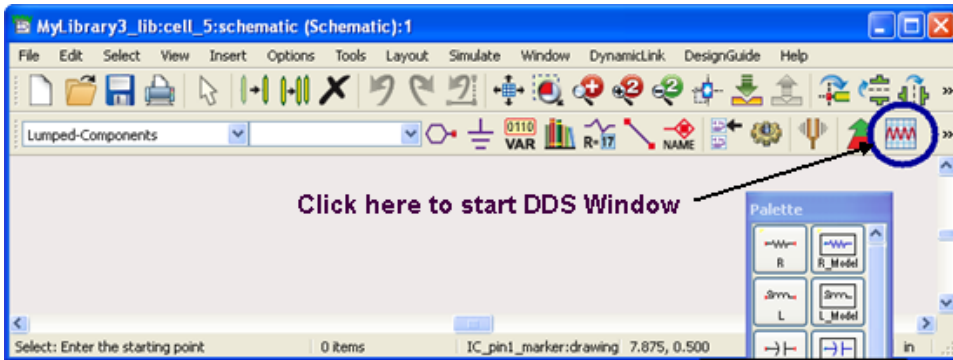 MyLibrary3_lib:cell_5:schematic (Schematic):1
File Edit Select View Insert Options Tools Layout Simulate Window DynamicLink DesignGuide Help
+2 -2 »
Lumped-Components 0110 VAR R=17 NAME »
Click here to start DDS Window
Palette
R R_Model
L L_Model
Select: Enter the starting point 0 items IC_pin1_marker:drawing 7.875, 0.500 in